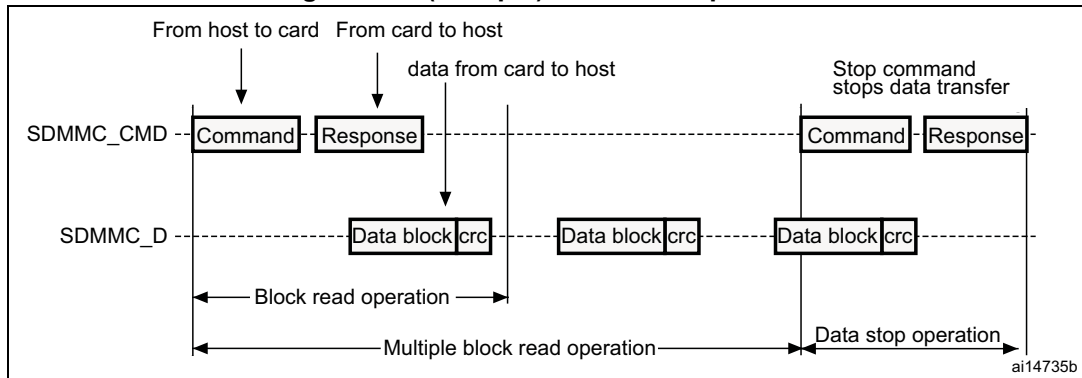 From host to card From card to host
data from card to host
Stop command
stops data transfer
SDMMC_CMD Command Response Command Response
SDMMC_D Data block crc Data block crc Data block crc
Block read operation
Data stop operation
Multiple block read operation
ai14735b